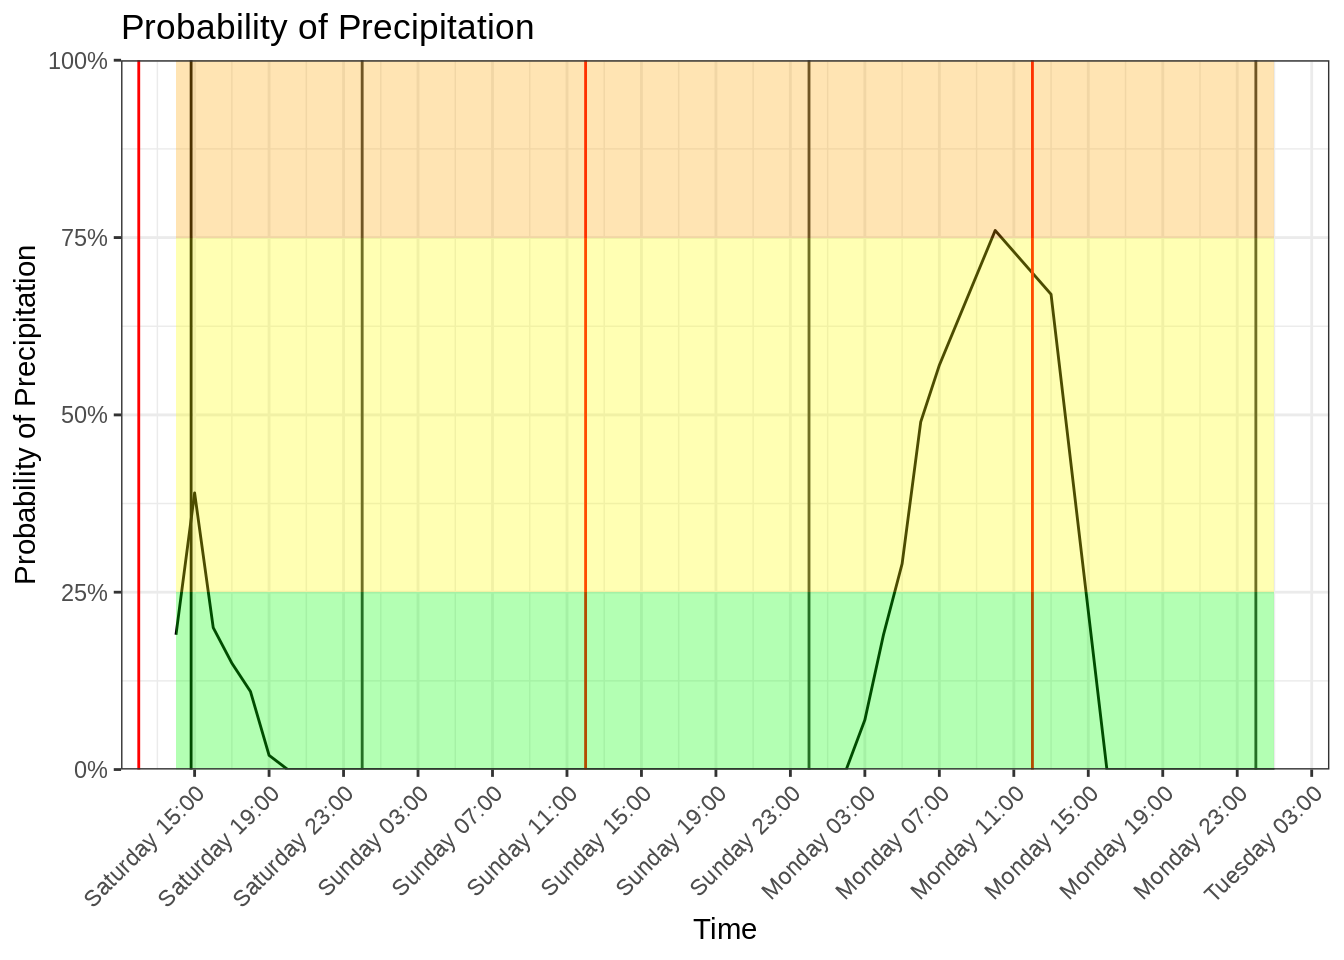 Probability of Precipitation
Probability of Precipitation
100%
75%
50%
25%
0%
Saturday 15:00
Saturday 19:00
Saturday 23:00
Sunday 03:00
Sunday 07:00
Sunday 11:00
Sunday 15:00
Sunday 19:00
Sunday 23:00
Monday 03:00
Monday 07:00
Monday 11:00
Monday 15:00
Monday 19:00
Monday 23:00
Tuesday 03:00
Time